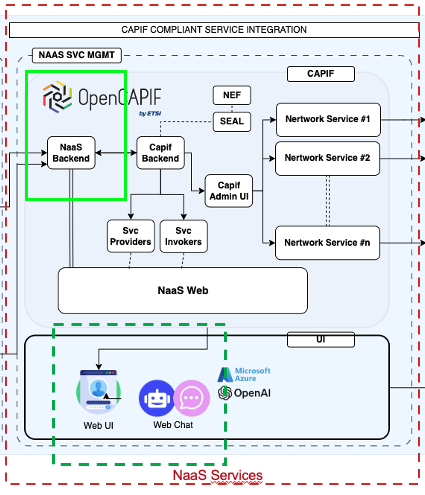 CAPIF COMPLIANT SERVICE INTEGRATION
NAAS SVC MGMT
CAPIF
OpenCAPIF
by ETSI
NEF
SEAL
Nertwork Service #1
NaaS
Backend
Capif
Backend
Nertwork Service #2
Capif
Admin UI
Svc
Providers
Svc
Invokers
Nertwork Service #n
NaaS Web
UI
Microsoft
Azure
OpenAI
Web UI
Web Chat
NaaS Services